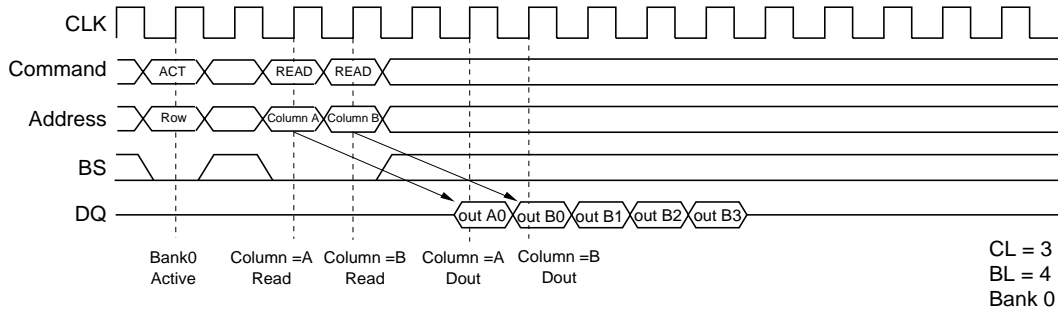 CLK
Command ACT READ READ
Address Row Column A Column B
BS
DQ out A0 out B0 out B1 out B2 out B3
Bank0 Active
Column =A Read
Column =B Read
Column =A Dout
Column =B Dout
CL = 3
BL = 4
Bank 0